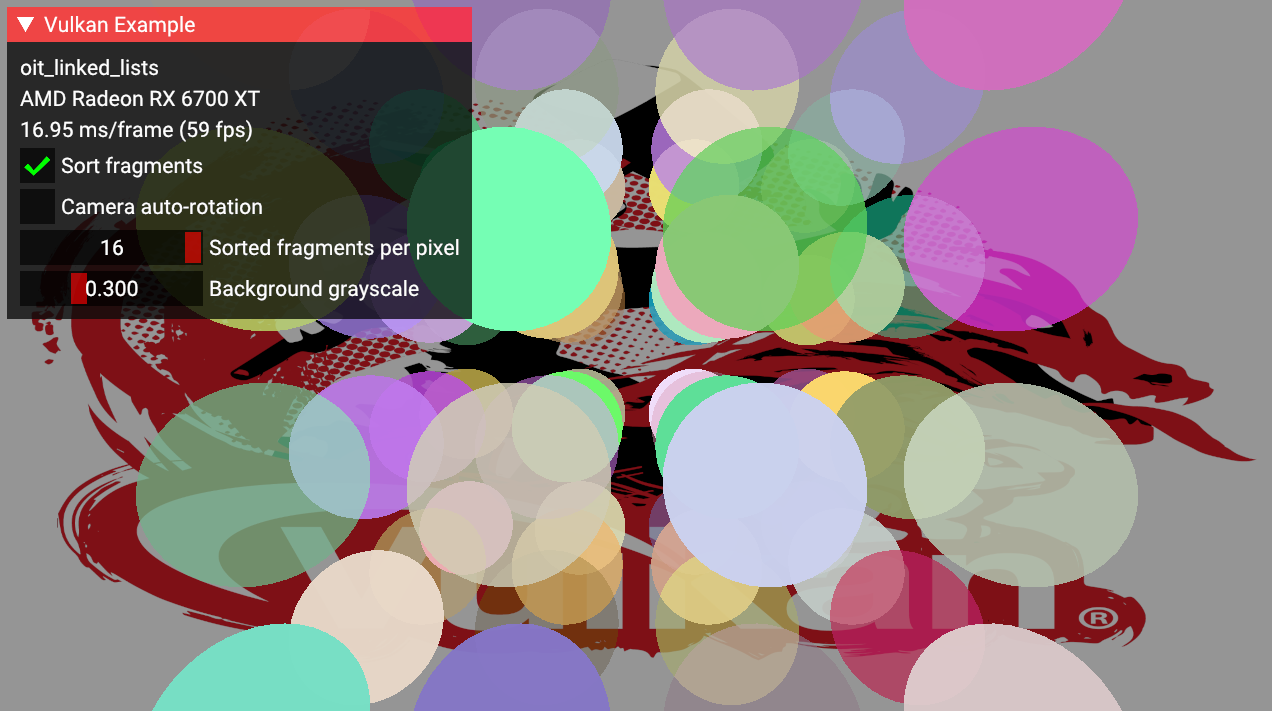 Vulkan Example
oit_linked_lists
AMD Radeon RX 6700 XT
16.95 ms/frame (59 fps)
Sort fragments
Camera auto-rotation
16 Sorted fragments per pixel
0.300 Background grayscale
Vulkan®